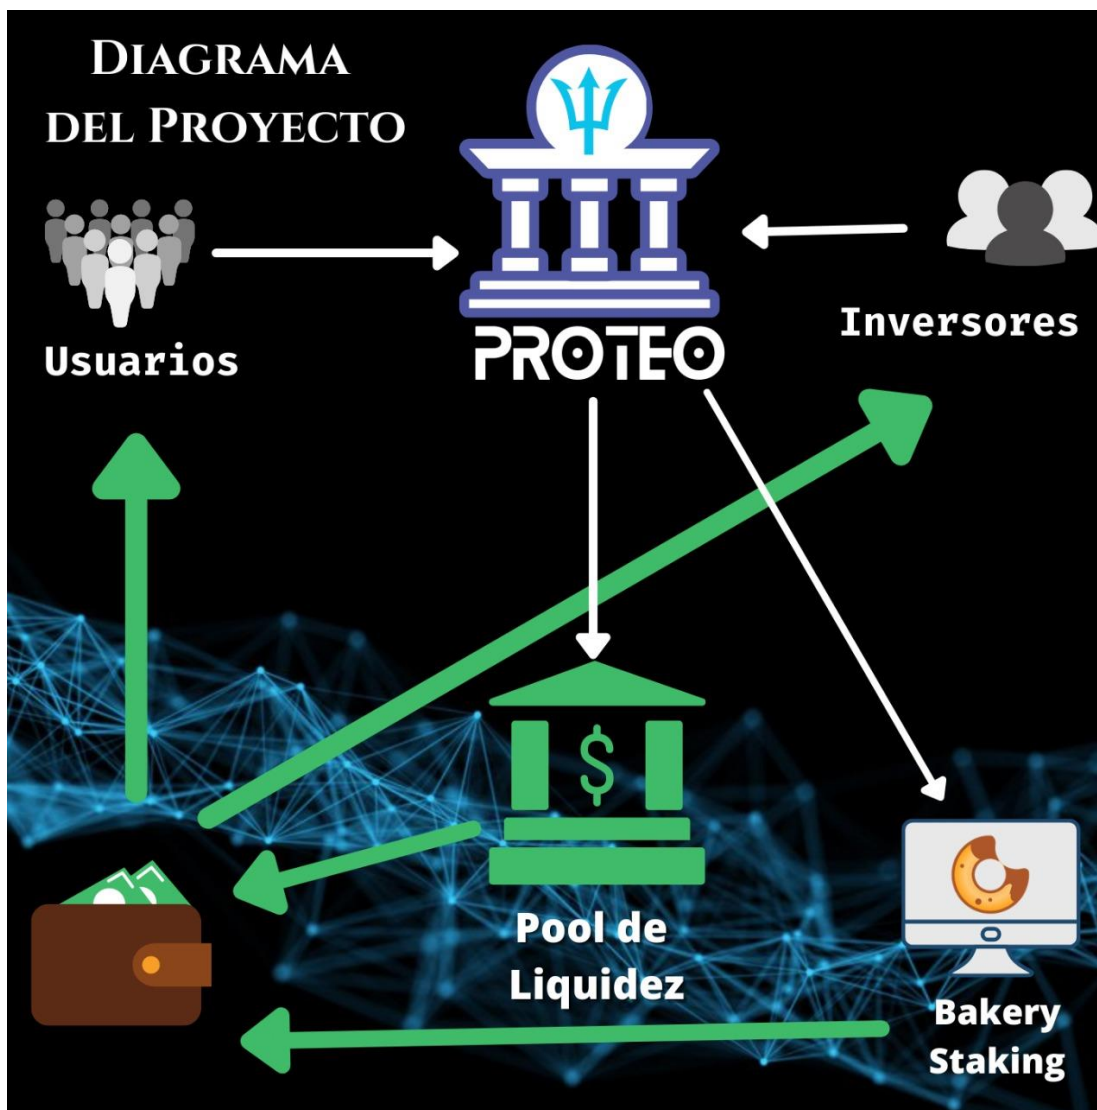 DIAGRAMA
DEL PROYECTO
PROTEO
Usuarios
Inversores
$
Pool de
Liquidez
Bakery
Staking